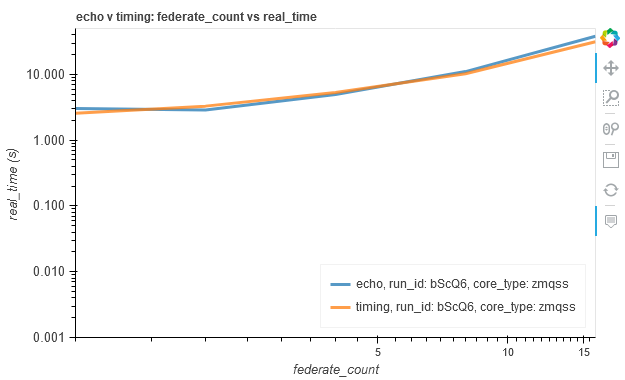 echo v timing: federate_count vs real_time
10.000
1.000
0.100
0.010
0.001
real_time (s)
echo, run_id: bScQ6, core_type: zmqss
timing, run_id: bScQ6, core_type: zmqss
5
10
15
federate_count